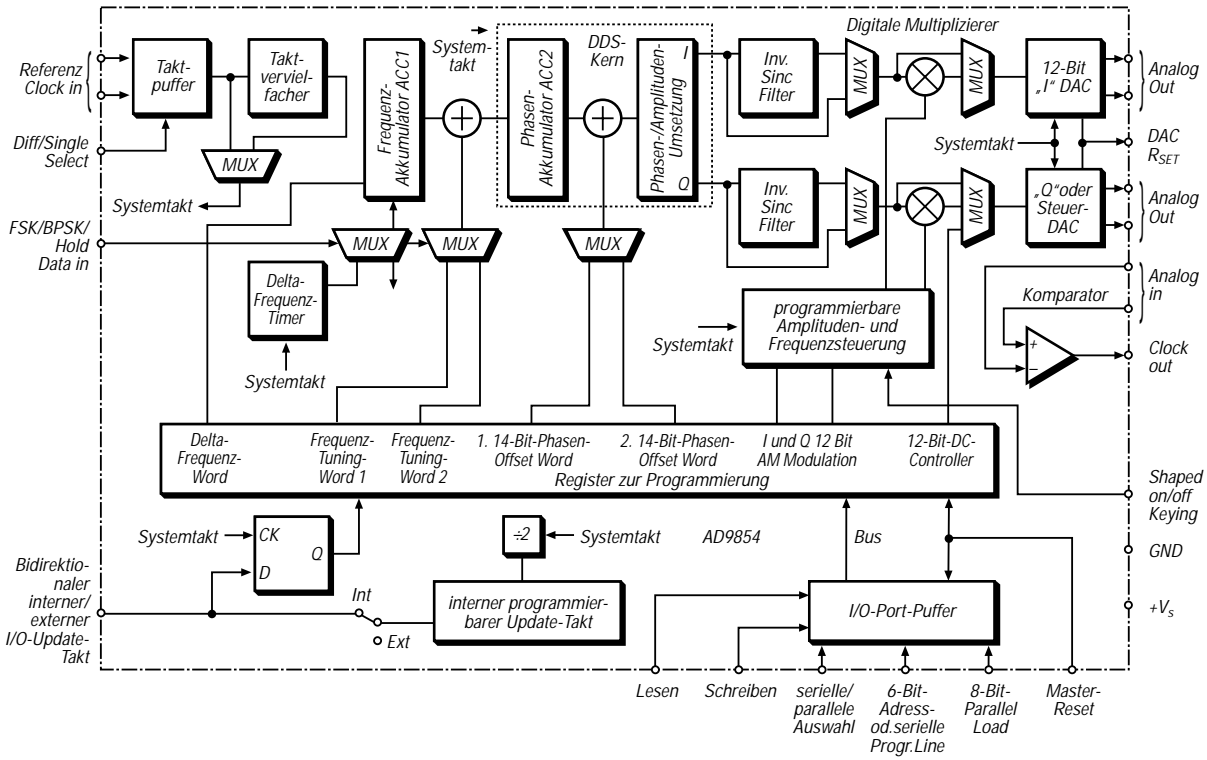 Digitale Multiplizierer
Referenz
Clock in
Takt-
puffer
Takt-
verviel-
facher
Frequenz-
Akkumulator ACC1
System-
takt
Phasen-
Akkumulator ACC2
DDS-
Kern
Phasen-/Amplituden-
Umsetzung
I
Q
Inv.
Sinc
Filter
MUX
MUX
12-Bit
„I“ DAC
Analog
Out
Diff/Single
Select
MUX
Systemtakt
Systemtakt
DAC
RSET
Inv.
Sinc
Filter
MUX
MUX
„Q“oder
Steuer-
DAC
Analog
Out
FSK/BPSK/
Hold
Data in
MUX
MUX
MUX
Delta-
Frequenz-
Timer
Systemtakt
programmierbare
Amplituden- und
Frequenzsteuerung
Systemtakt
Analog
in
Komparator
+
–
Clock
out
Delta-
Frequenz-
Word
Frequenz-
Tuning-
Word 1
Frequenz-
Tuning-
Word 2
1. 14-Bit-Phasen-
Offset Word
2. 14-Bit-Phasen-
Offset Word
I und Q 12 Bit
AM Modulation
12-Bit-DC-
Controller
Register zur Programmierung
Shaped
on/off
Keying
Systemtakt
CK
Q
D
÷2
Systemtakt
AD9854
Bus
GND
Bidirektio-
naler
interner/
externer
I/O-Update-
Takt
Int
Ext
interner programmier-
barer Update-Takt
I/O-Port-Puffer
+Vs
Lesen
Schreiben
serielle/
parallele
Auswahl
6-Bit-
Adress-
od.serielle
Progr.Line
8-Bit-
Parallel
Load
Master-
Reset